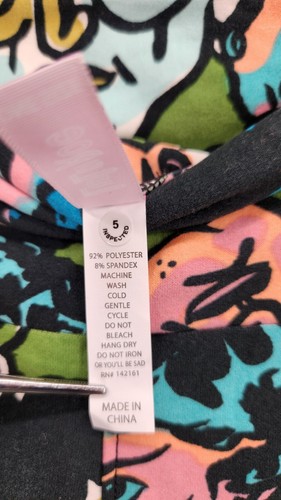 5
INSPECTED
92% POLYESTER
8% SPANDEX
MACHINE
WASH
COLD
GENTLE
CYCLE
DO NOT
BLEACH
HANG DRY
DO NOT IRON
OR YOU'LL BE SAD
RN# 142161
MADE IN
CHINA